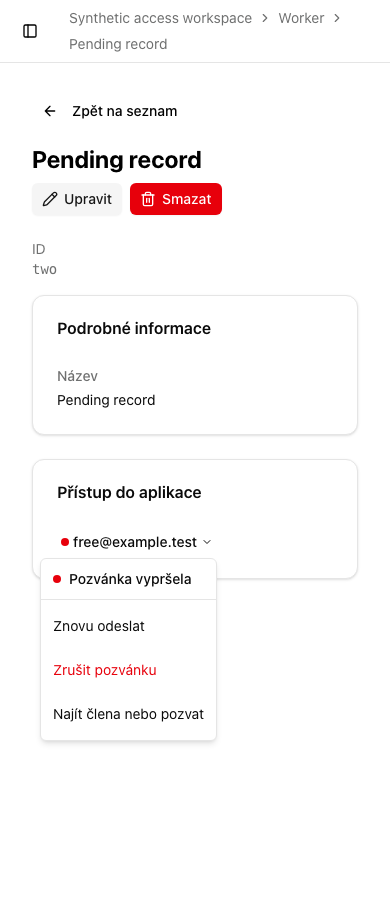 Synthetic access workspace > Worker >
Pending record
Zpět na seznam
Pending record
Upravit Smazat
ID
two
Podrobné informace
Název
Pending record
Přístup do aplikace
free@example.test
Pozvánka vypršela
Znovu odeslat
Zrušit pozvánku
Najít člena nebo pozvat